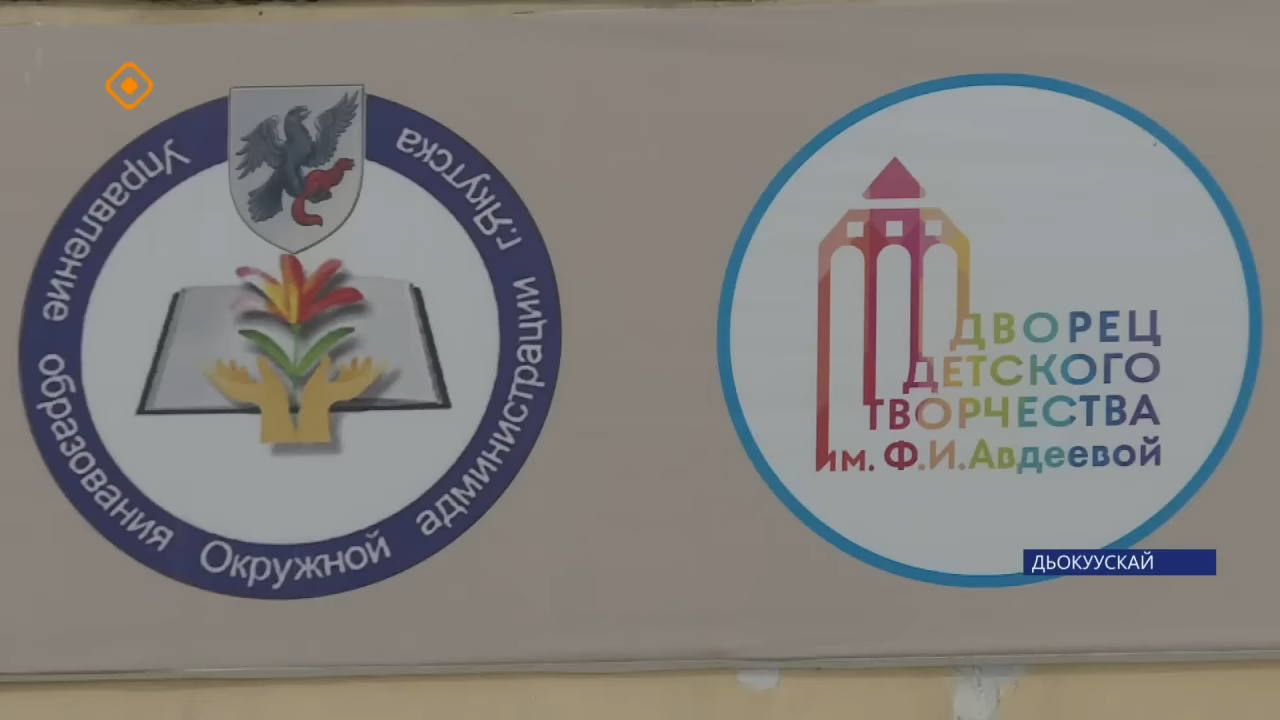 Управление образования Окружной администрации г.Якутска
ДВОРЕЦ
ДЕТСКОГО
ТВОРЧЕСТВА
им. Ф.И.Авдеевой
ДЬОКУУСКАЙ